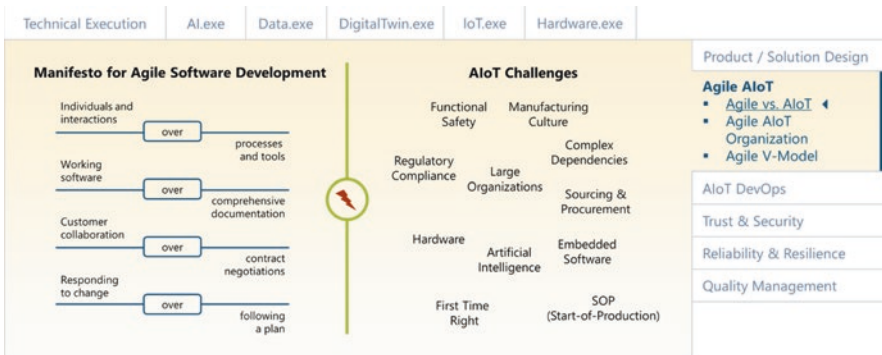 Technical Execution
AI.exe
Data.exe
DigitalTwin.exe
IoT.exe
Hardware.exe
Manifesto for Agile Software Development
Individuals and
interactions
over
processes
and tools
Working
software
over
comprehensive
documentation
Customer
collaboration
over
contract
negotiations
Responding
to change
over
following
a plan
AIoT Challenges
Functional
Safety
Manufacturing
Culture
Complex
Dependencies
Regulatory
Compliance
Large
Organizations
Sourcing &
Procurement
Hardware
Artificial
Intelligence
Embedded
Software
First Time
Right
SOP
(Start-of-Production)
Product / Solution Design
Agile AIoT
▪ Agile vs. AIoT
▪ Agile AIoT
Organization
▪ Agile V-Model
AIoT DevOps
Trust & Security
Reliability & Resilience
Quality Management